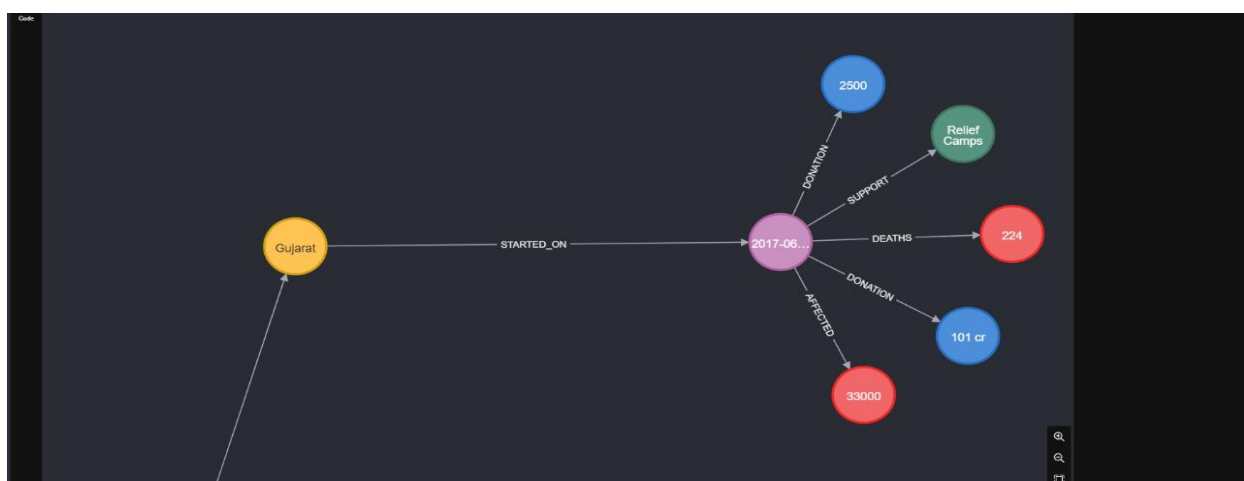 Code
2500
Relief
Camps
DONATION
SUPPORT
Gujarat
STARTED_ON
2017-06...
DEATHS
224
DONATION
AFFECTED
101 cr
33000